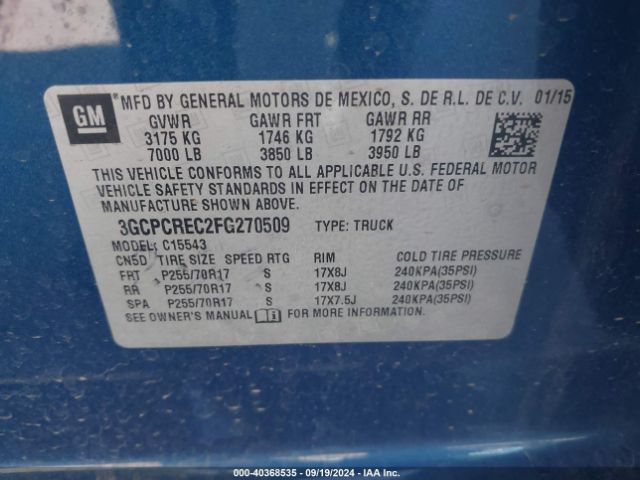 GM
MFD BY GENERAL MOTORS DE MEXICO, S. DE R.L. DE C.V. 01/15
GVWR GAWR FRT GAWR RR
3175 KG 1746 KG 1792 KG
7000 LB 3850 LB 3950 LB
THIS VEHICLE CONFORMS TO ALL APPLICABLE U.S. FEDERAL MOTOR
VEHICLE SAFETY STANDARDS IN EFFECT ON THE DATE OF
MANUFACTURE SHOWN ABOVE.
3GCPCREC2FG270509 TYPE: TRUCK
MODEL: C15543
CN5D TIRE SIZE SPEED RTG RIM COLD TIRE PRESSURE
FRT P255/70R17 S 17X8J 240KPA(35PSI)
RR P255/70R17 S 17X8J 240KPA(35PSI)
SPA P255/70R17 S 17X7.5J 240KPA(35PSI)
SEE OWNER'S MANUAL FOR MORE INFORMATION.
000-40368535 - 09/19/2024 - IAA Inc.